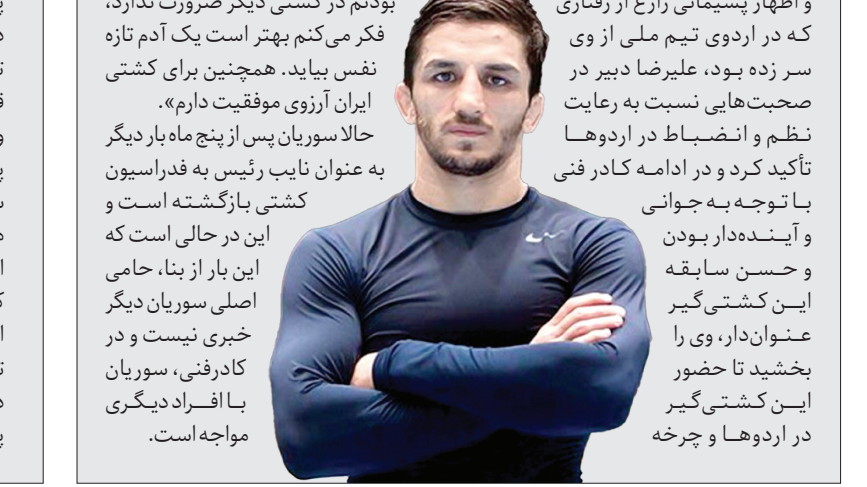 و اظهار پشیمانی زارع از رفتاری
که در اردوی تیم ملی از وی
سر زده بود، علیرضا دبیر در
صحبت‌هایی نسبت به رعایت
نظم و انضباط در اردوهـا
تأکید کرد و در ادامه کادر فنی
با توجه به جوانی
و آینده‌دار بودن
و حسن سابقه
این کشتی‌گیر
عنوان‌دار، وی را
بخشید تا حضور
این کشتی‌گیر
در اردوها و چرخه
بودنم در کشتی دیگر ضرورت ندارد،
فکر می‌کنم بهتر است یک آدم تازه
نفس بیاید. همچنین برای کشتی
ایران آرزوی موفقیت دارم».
حالا سوریان پس از پنج ماه بار دیگر
به عنوان نایب رئیس به فدراسیون
کشتی بازگشته است و
این در حالی است که
این بار از بنا، حامی
اصلی سوریان دیگر
خبری نیست و در
کادرفنی، سوریان
با افراد دیگری
مواجه است.